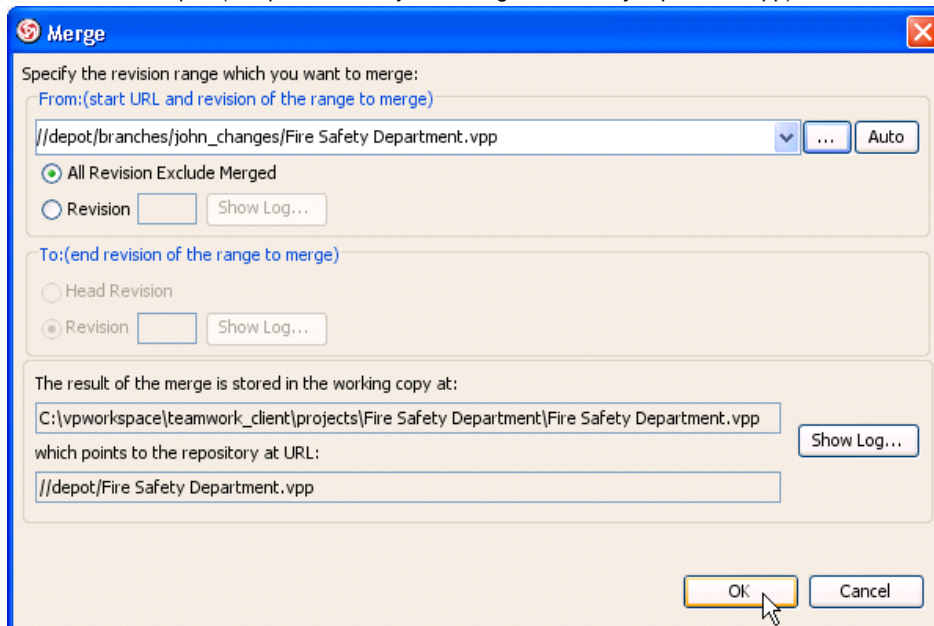 Merge
Specify the revision range which you want to merge:
From:(start URL and revision of the range to merge)
//depot/branches/john_changes/Fire Safety Department.vpp ... Auto
All Revision Exclude Merged
Revision Show Log...
To:(end revision of the range to merge)
Head Revision
Revision Show Log...
The result of the merge is stored in the working copy at:
C:\vpworkspace\teamwork_client\projects\Fire Safety Department\Fire Safety Department.vpp
Show Log...
which points to the repository at URL:
//depot/Fire Safety Department.vpp
OK Cancel